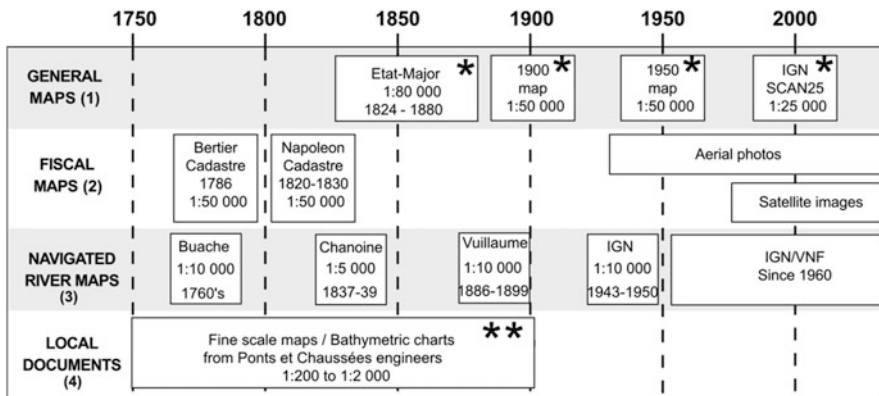 1750 1800 1850 1900 1950 2000
GENERAL
MAPS (1)
Etat-Major *
1:80 000
1824 - 1880
1900 *
map
1:50 000
1950 *
map
1:50 000
IGN *
SCAN25
1:25 000
FISCAL
MAPS (2)
Bertier
Cadastre
1786
1:50 000
Napoleon
Cadastre
1820-1830
1:50 000
Aerial photos
Satellite images
NAVIGATED
RIVER MAPS
(3)
Buache
1:10 000
1760's
Chanoine
1:5 000
1837-39
Vuillaume
1:10 000
1886-1899
IGN
1:10 000
1943-1950
IGN/VNF
Since 1960
LOCAL
DOCUMENTS
(4)
Fine scale maps / Bathymetric charts **
from Ponts et Chaussées engineers
1:200 to 1:2 000